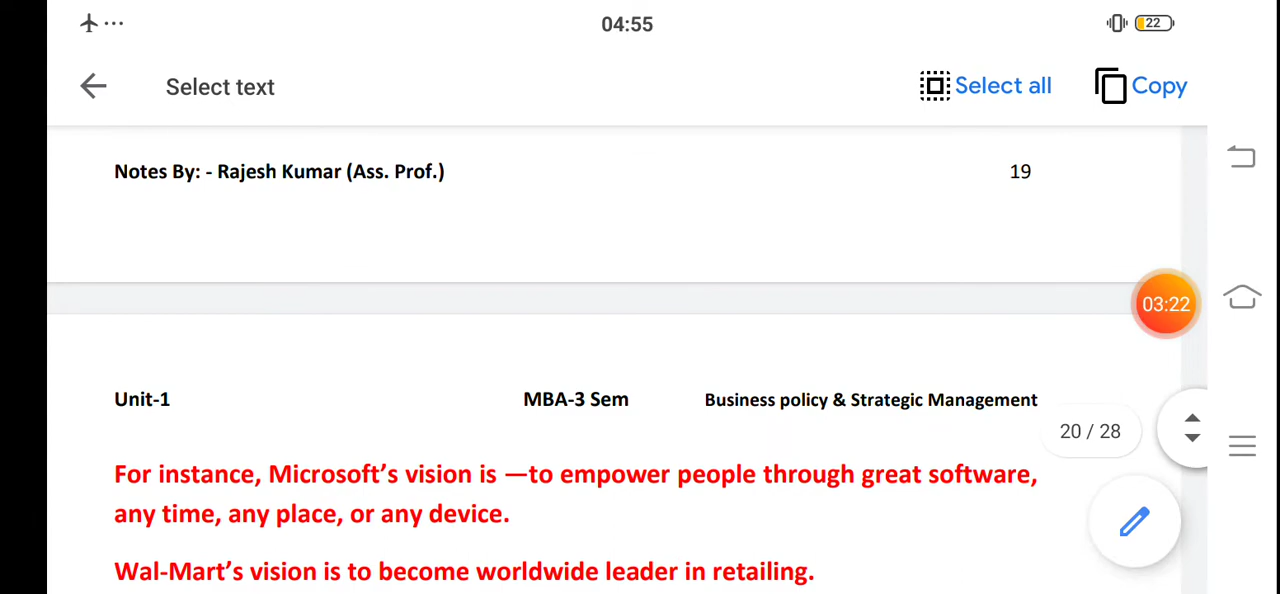 04:55
22
Select text
Select all
Copy
Notes By: - Rajesh Kumar (Ass. Prof.)
19
03:22
Unit-1
MBA-3 Sem
Business policy & Strategic Management
20 / 28
For instance, Microsoft’s vision is ―to empower people through great software,
any time, any place, or any device.
Wal-Mart’s vision is to become worldwide leader in retailing.